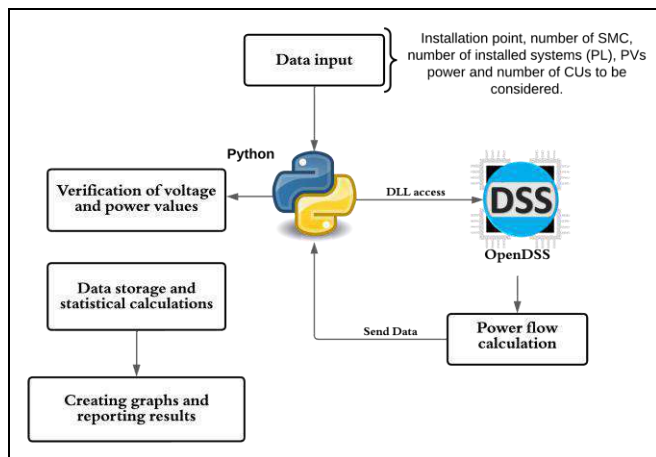 Data input
Installation point, number of SMC,
number of installed systems (PL), PVs
power and number of CUs to be
considered.
Python
Verification of voltage
and power values
DLL access
DSS
OpenDSS
Data storage and
statistical calculations
Send Data
Power flow
calculation
Creating graphs and
reporting results